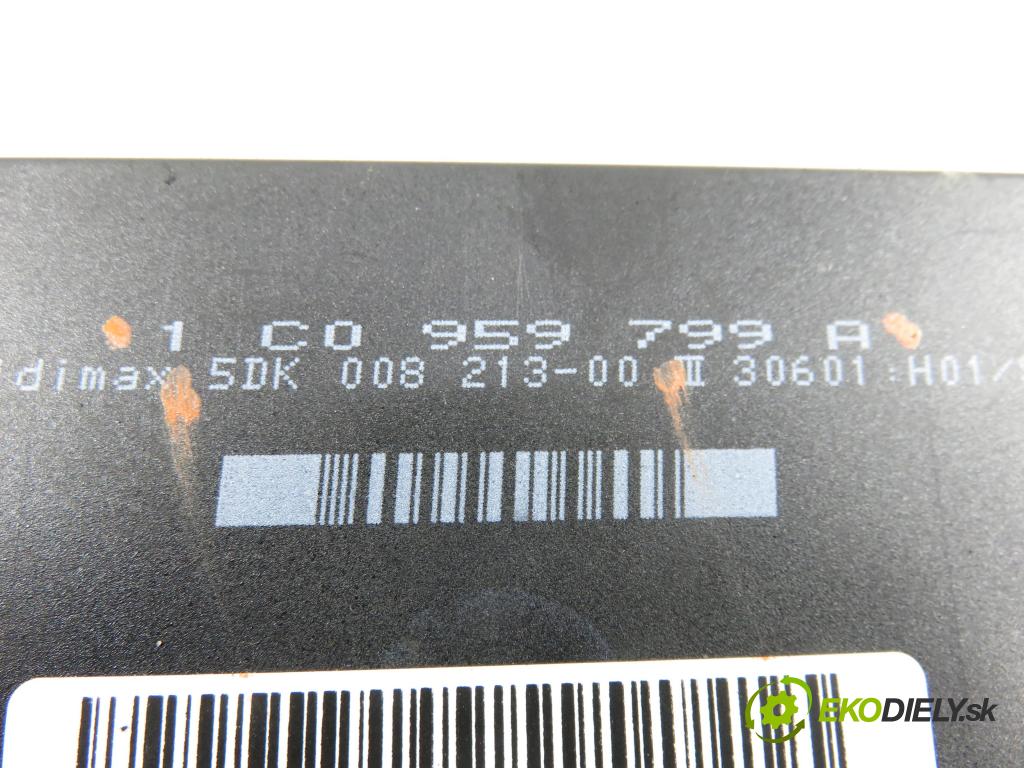 1 C0 959 799 A
dimax 5DK 008 213-00 III 30601 :H01/
EKODIELY.sk